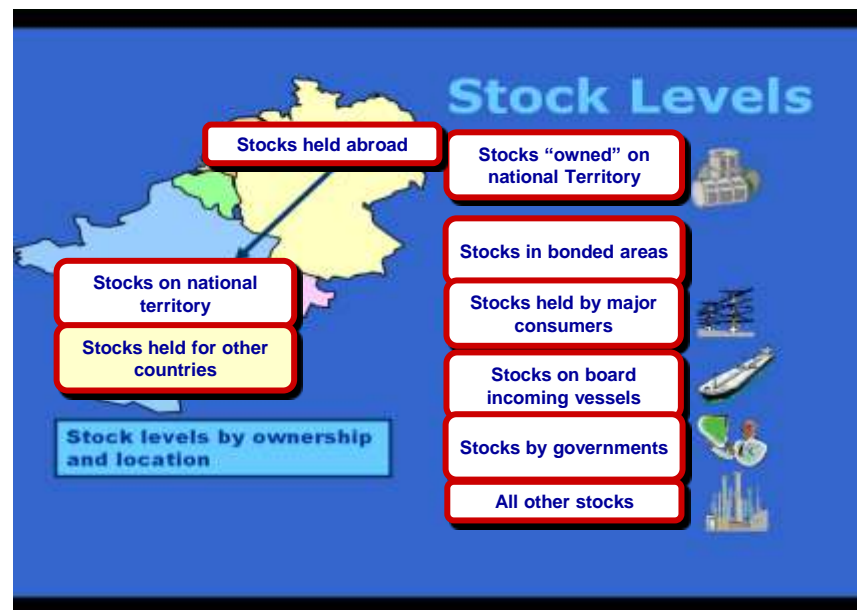 Stock Levels
Stocks held abroad
Stocks “owned” on
national Territory
Stocks in bonded areas
Stocks on national
territory
Stocks held by major
consumers
Stocks held for other
countries
Stocks on board
incoming vessels
Stock levels by ownership
and location
Stocks by governments
All other stocks